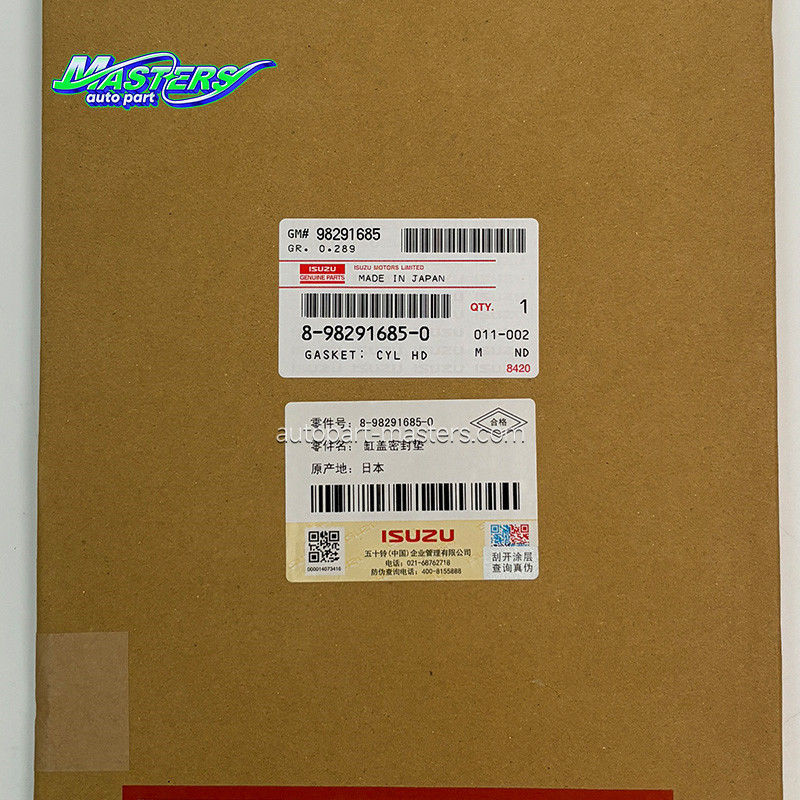 MASTERS
auto part
GM# 98291685
GR. 0.289
ISUZU
GENUINE PARTS
ISUZU MOTORS LIMITED
MADE IN JAPAN
QTY. 1
8-98291685-0
011-002
GASKET: CYL HD
M ND
8420
零件号: 8-98291685-0
合格
autopart-masters.com
零件名: 缸盖密封垫
原产地: 日本
ISUZU
五十铃(中国)企业管理有限公司
电话: 021-68762718
防伪查询电话: 400-8155888
000014073416
刮开涂层
查询真伪